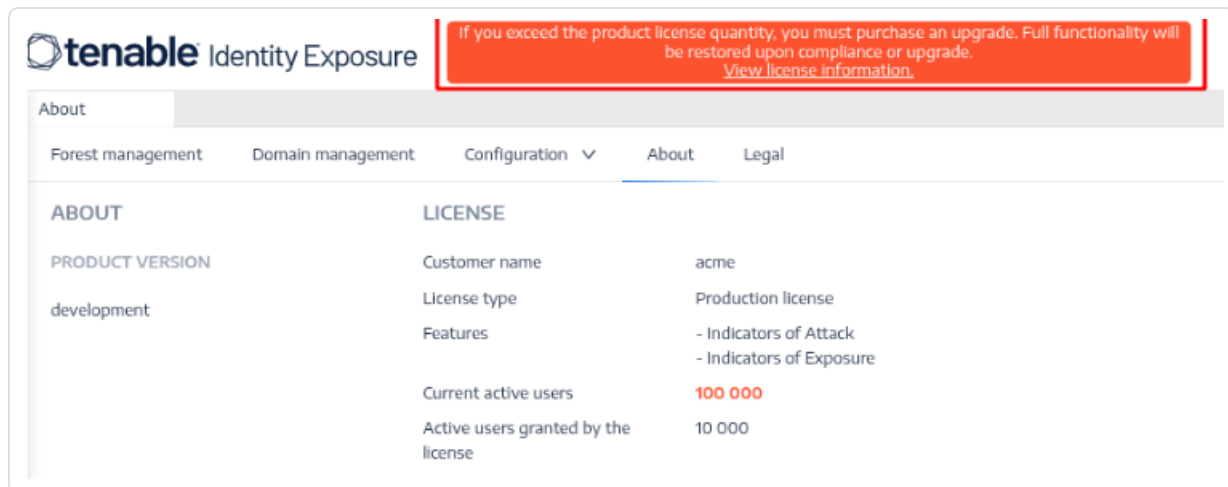 If you exceed the product license quantity, you must purchase an upgrade. Full functionality will
be restored upon compliance or upgrade.
View license information.
tenable Identity Exposure
About
Forest management Domain management Configuration About Legal
ABOUT LICENSE
PRODUCT VERSION Customer name acme
development License type Production license
Features - Indicators of Attack
- Indicators of Exposure
Current active users 100 000
Active users granted by the 10 000
license